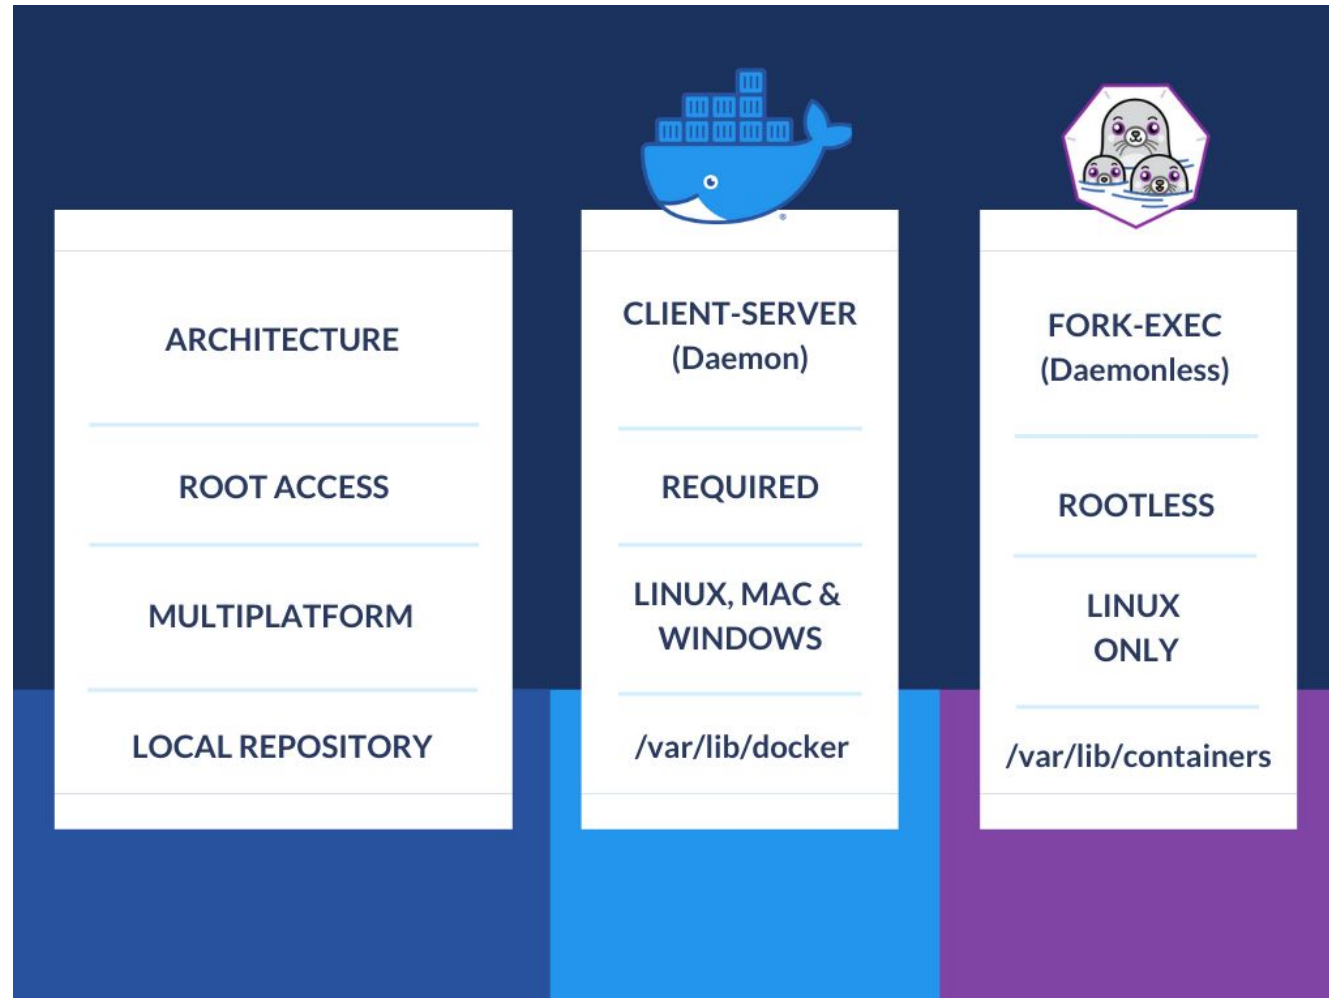 ARCHITECTURE
ROOT ACCESS
MULTIPLATFORM
LOCAL REPOSITORY
CLIENT-SERVER
(Daemon)
REQUIRED
LINUX, MAC &
WINDOWS
/var/lib/docker
®
FORK-EXEC
(Daemonless)
ROOTLESS
LINUX
ONLY
/var/lib/containers